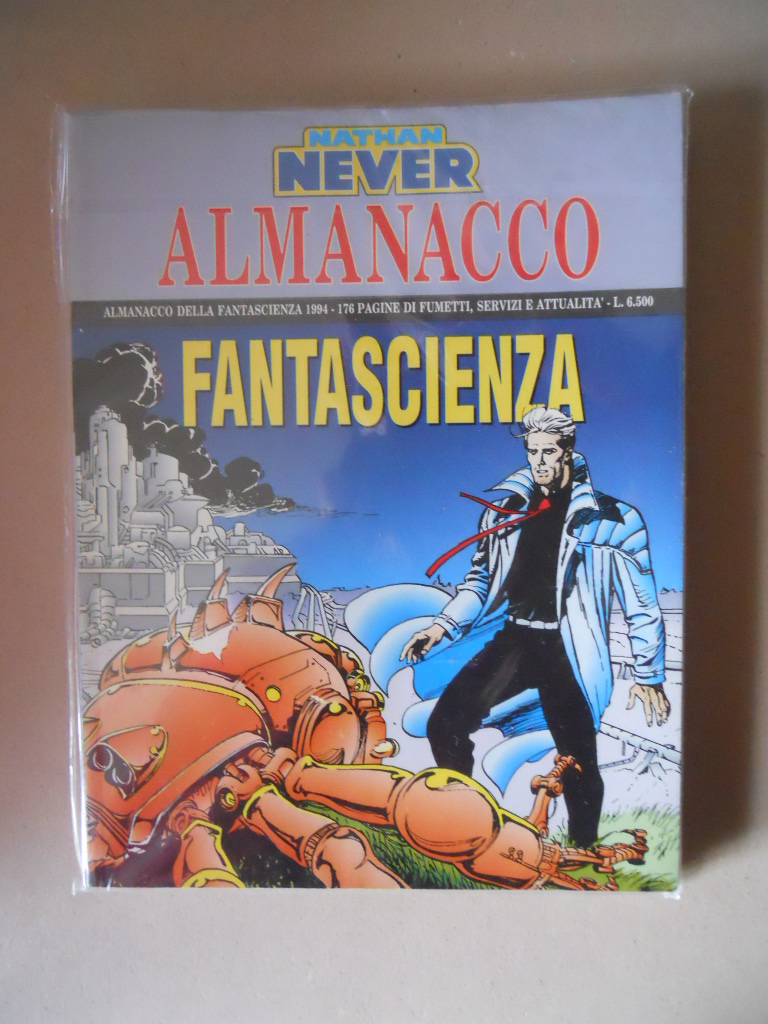 NATHAN
NEVER
ALMANACCO
ALMANACCO DELLA FANTASCIENZA 1994 - 176 PAGINE DI FUMETTI, SERVIZI E ATTUALITA' - L. 6.500
FANTASCIENZA